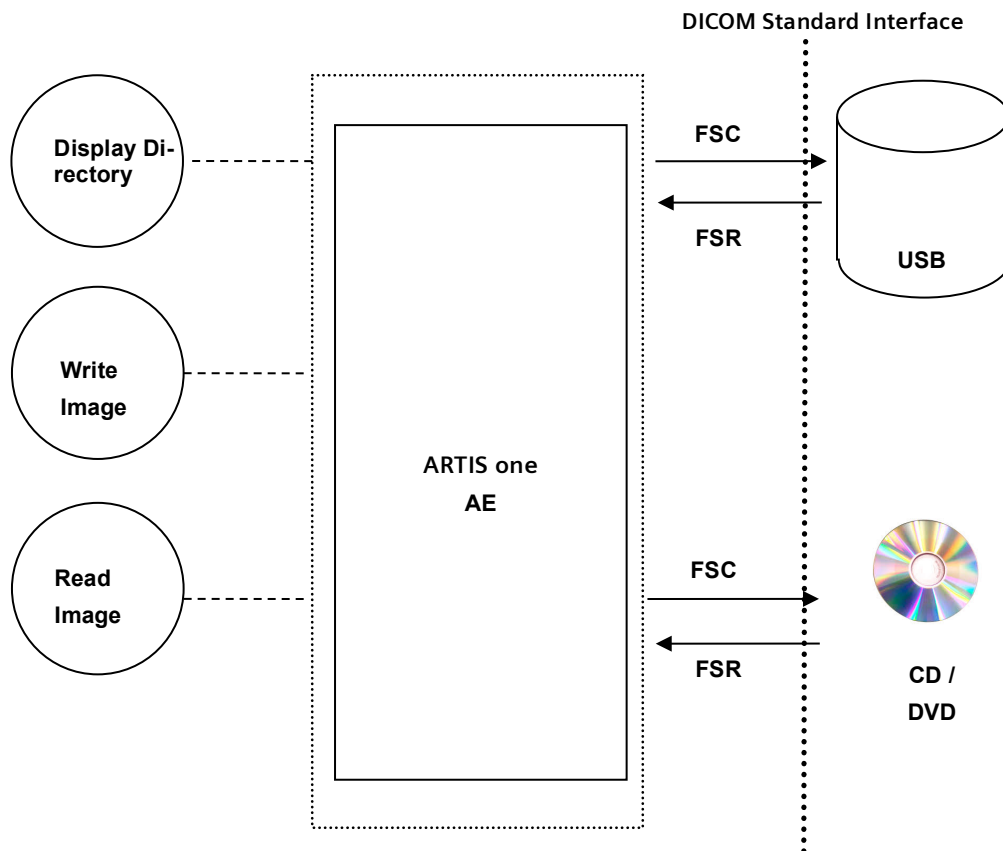 DICOM Standard Interface
Display Di-
rectory
FSC
FSR
USB
Write
Image
ARTIS one
AE
Read
Image
FSC
FSR
CD /
DVD